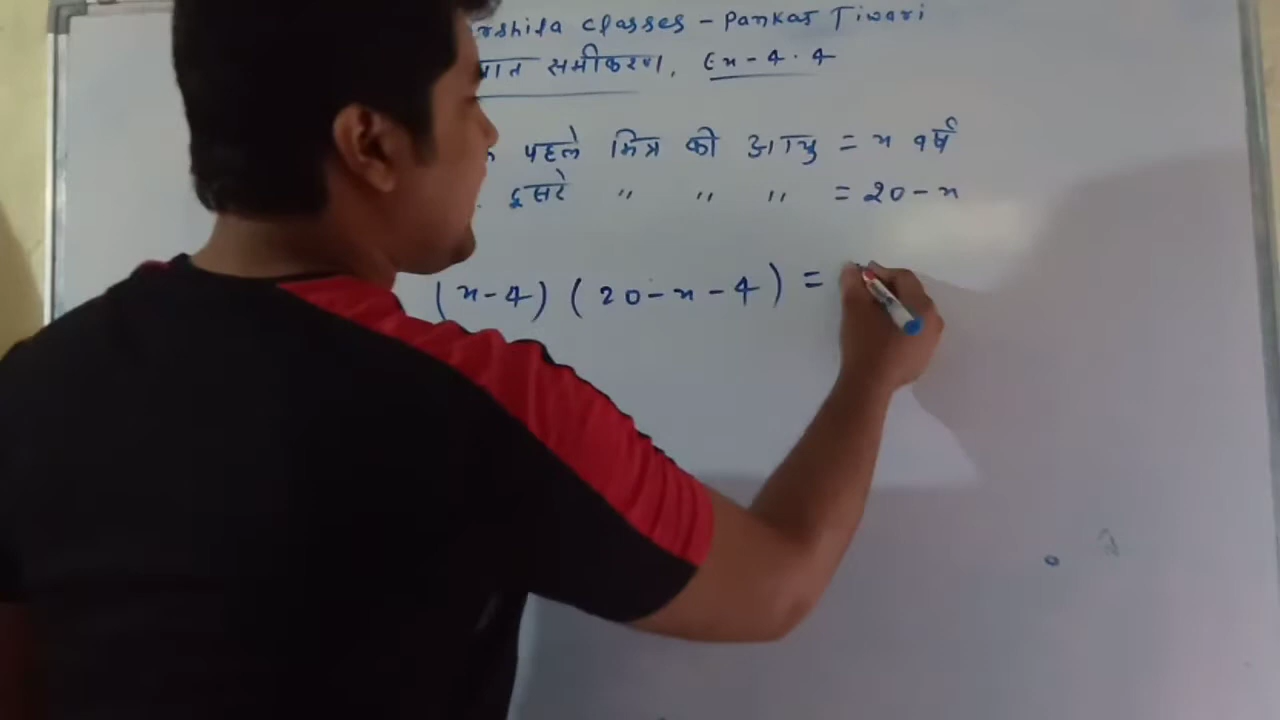 Classes - Pankaj Tiwari
समीकरण, Ex - 4.4
पहले मित्र की आयु = x वर्ष
दूसरे " " " = 20 - x
(x - 4) (20 - x - 4) =